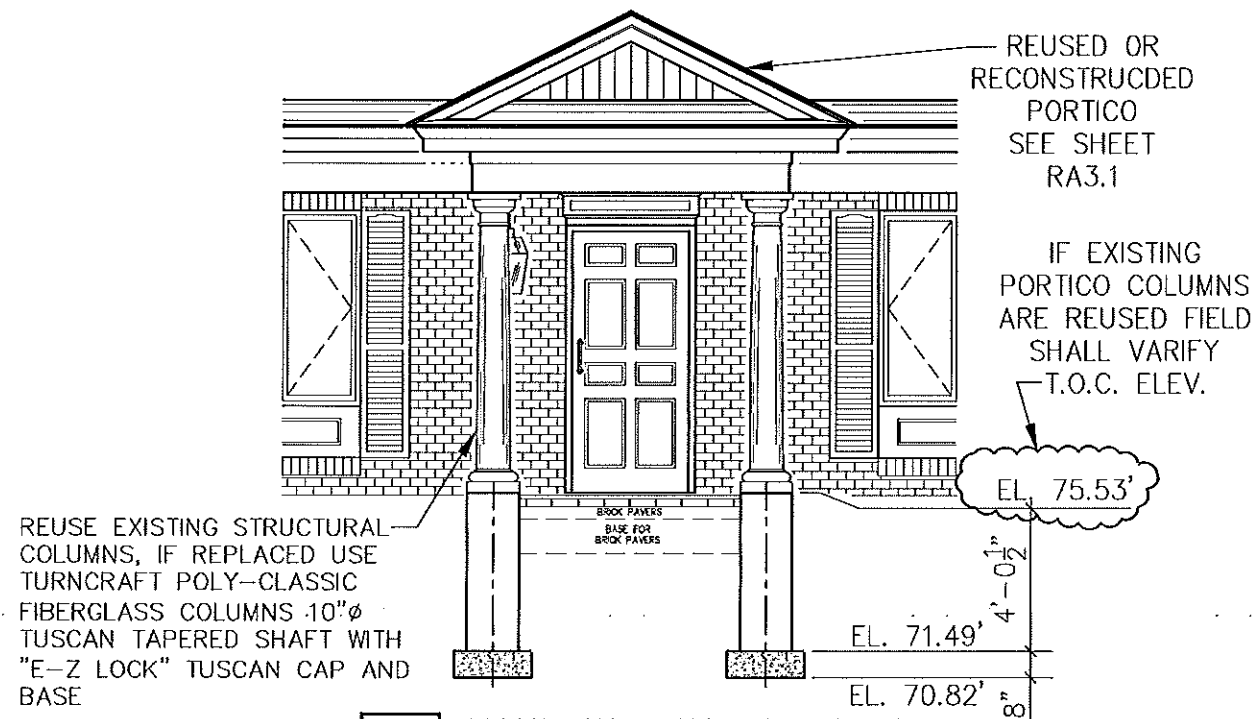 REUSED OR
RECONSTRUCDED
PORTICO
SEE SHEET
RA3.1
IF EXISTING
PORTICO COLUMNS
ARE REUSED FIELD
SHALL VARIFY
T.O.C. ELEV.
EL. 75.53'
BRICK PAVERS
BASE FOR
BRICK PAVERS
REUSE EXISTING STRUCTURAL
COLUMNS, IF REPLACED USE
TURNCRAFT POLY-CLASSIC
FIBERGLASS COLUMNS 10"ø
TUSCAN TAPERED SHAFT WITH
"E-Z LOCK" TUSCAN CAP AND
BASE
4'-0 1/2"
EL. 71.49'
EL. 70.82'
8"